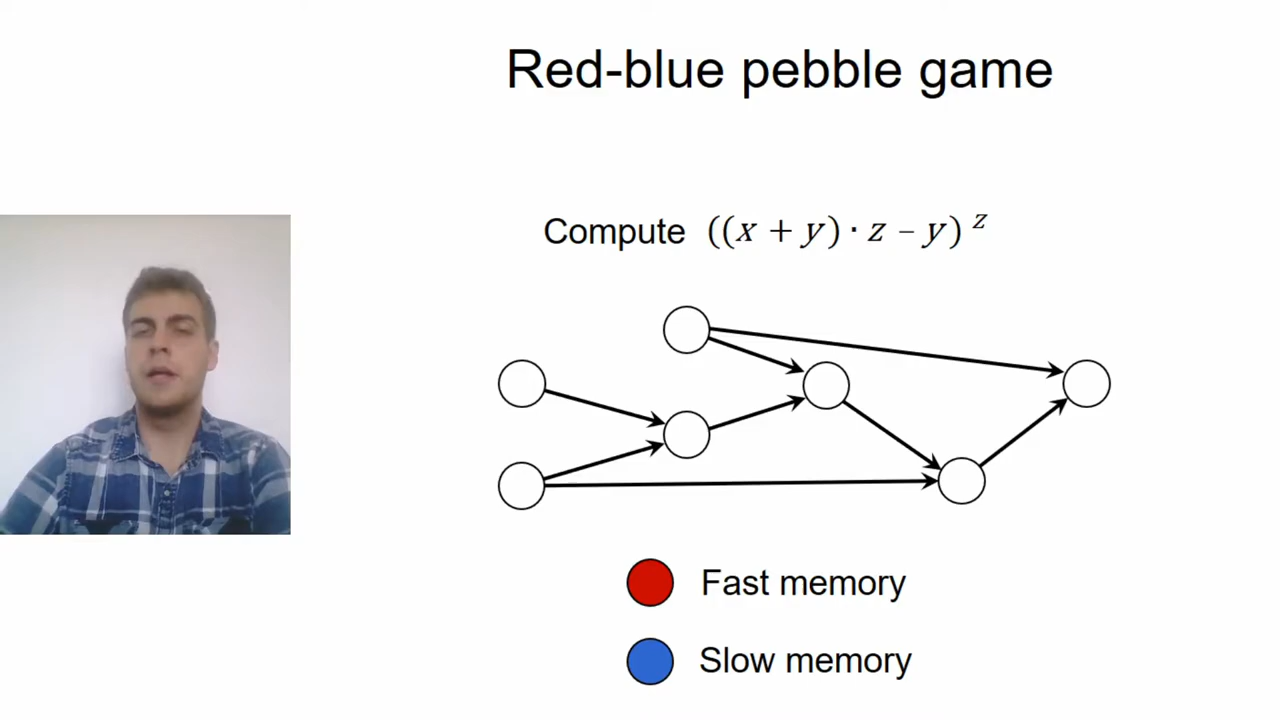 Red-blue pebble game
Compute ((x + y) · z – y) ᶻ
Fast memory
Slow memory